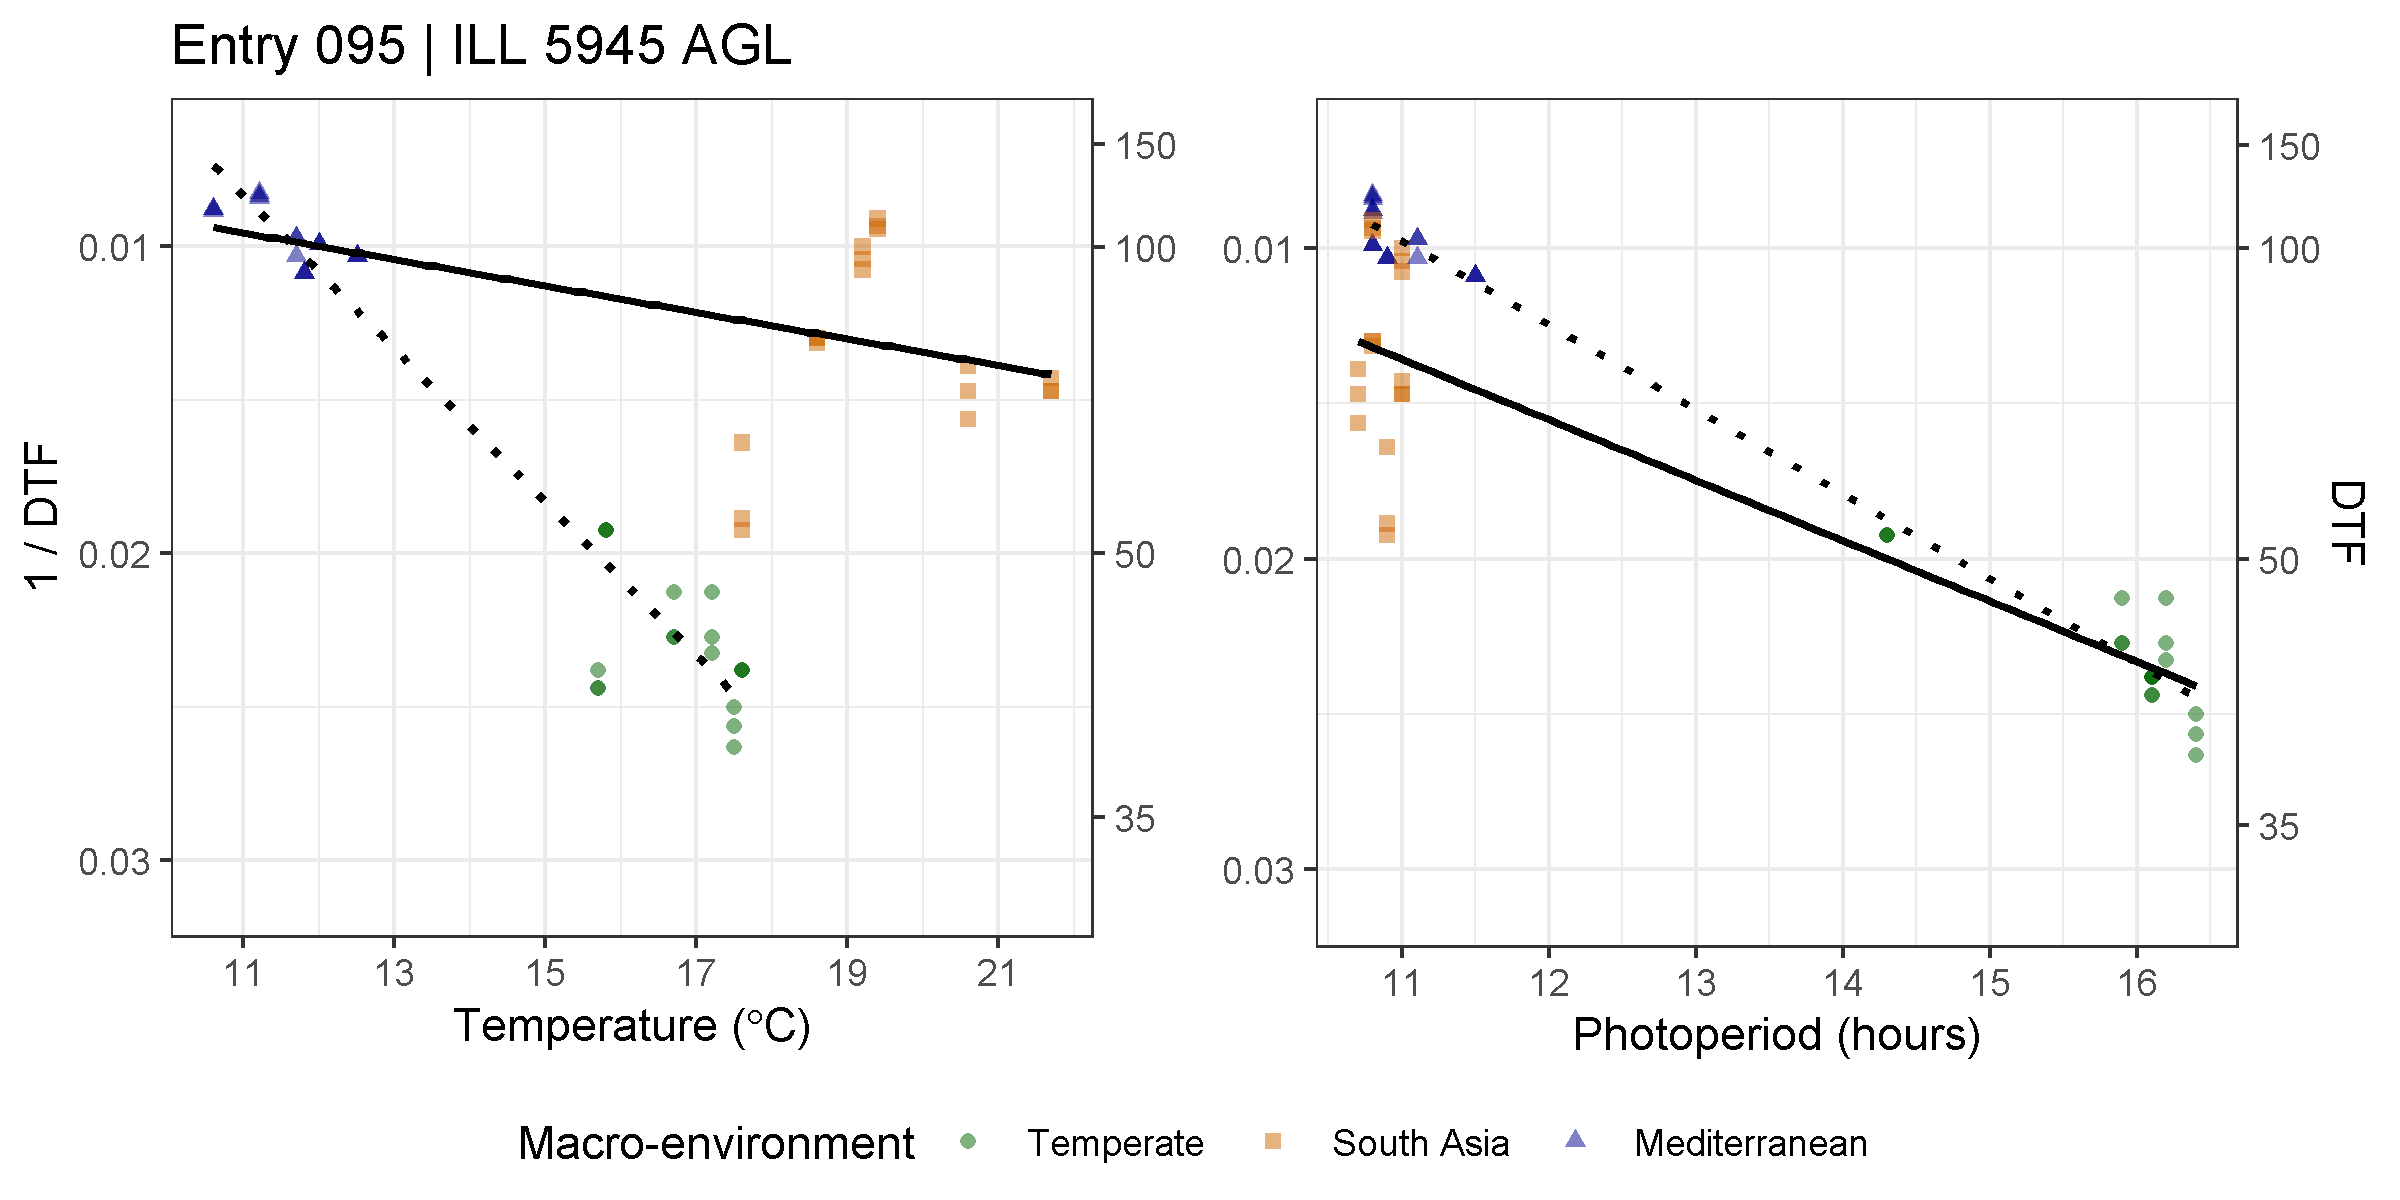 Entry 095 | ILL 5945 AGL
1 / DTF
0.01
0.02
0.03
150
100
50
35
11 13 15 17 19 21
Temperature (°C)
0.01
0.02
0.03
150
100
50
35
DTF
11 12 13 14 15 16
Photoperiod (hours)
Macro-environment Temperate South Asia Mediterranean